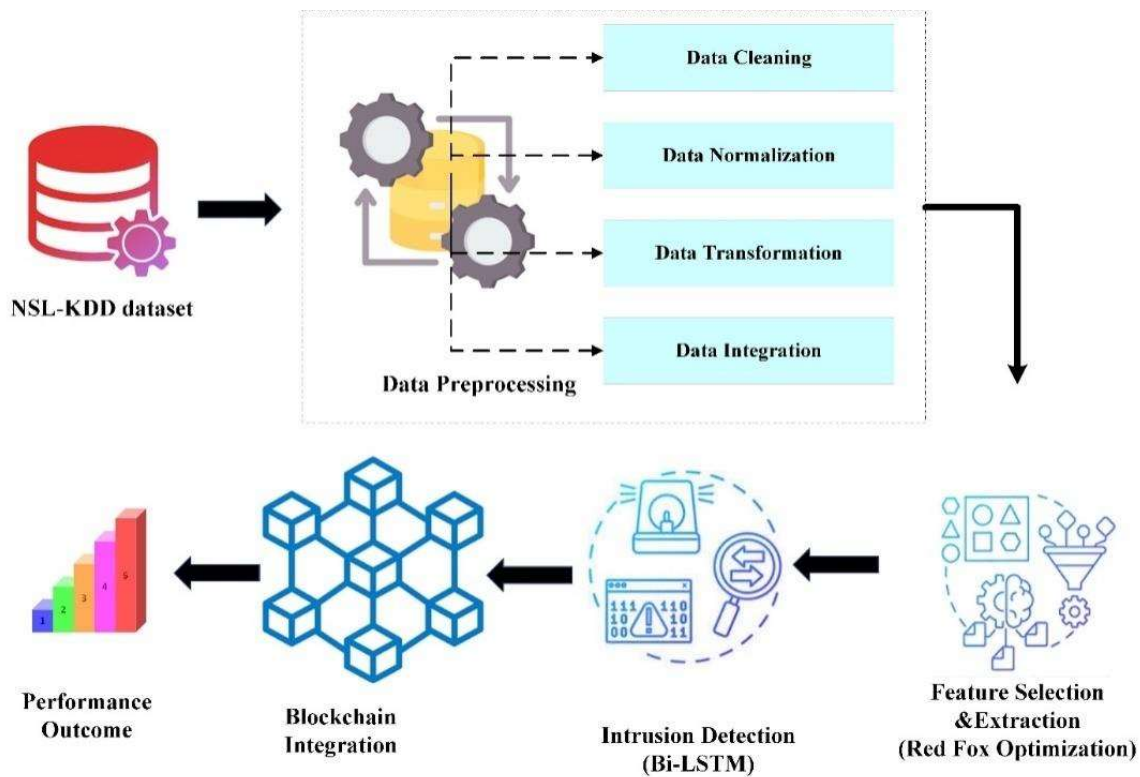 Data Cleaning
Data Normalization
Data Transformation
Data Integration
Data Preprocessing
NSL-KDD dataset
Feature Selection
&Extraction
(Red Fox Optimization)
111 110
10 10
00 11
Intrusion Detection
(Bi-LSTM)
Blockchain
Integration
1
2
3
4
5
Performance
Outcome